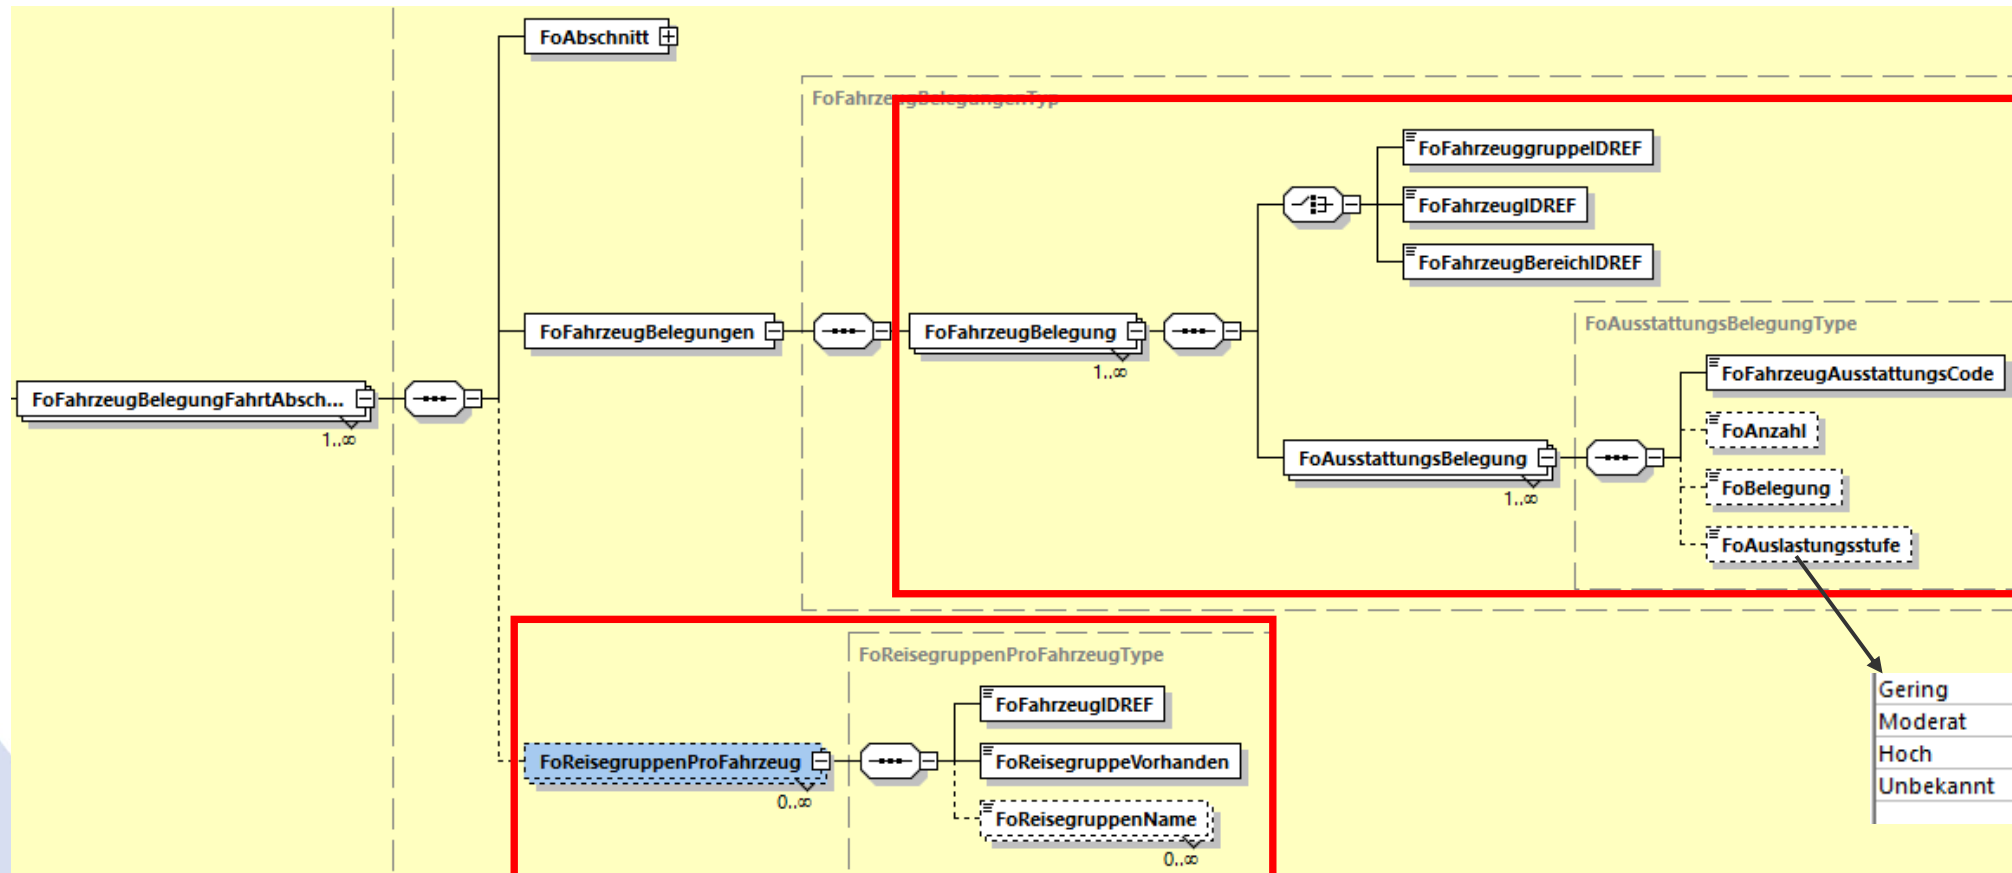 FoAbschnitt
FoFahrzeugBelegungenTyp
FoFahrzeuggruppeIDREF
FoFahrzeugIDREF
FoFahrzeugBereichIDREF
FoFahrzeugBelegungen
FoFahrzeugBelegung
1..∞
FoAusstattungsBelegungType
FoFahrzeugAusstattungsCode
FoAnzahl
FoFahrzeugBelegungFahrtAbsch...
1..∞
FoAusstattungsBelegung
1..∞
FoBelegung
FoAuslastungsstufe
FoReisegruppenProFahrzeugType
FoFahrzeugIDREF
FoReisegruppenProFahrzeug
0..∞
FoReisegruppeVorhanden
FoReisegruppenName
0..∞
Gering
Moderat
Hoch
Unbekannt